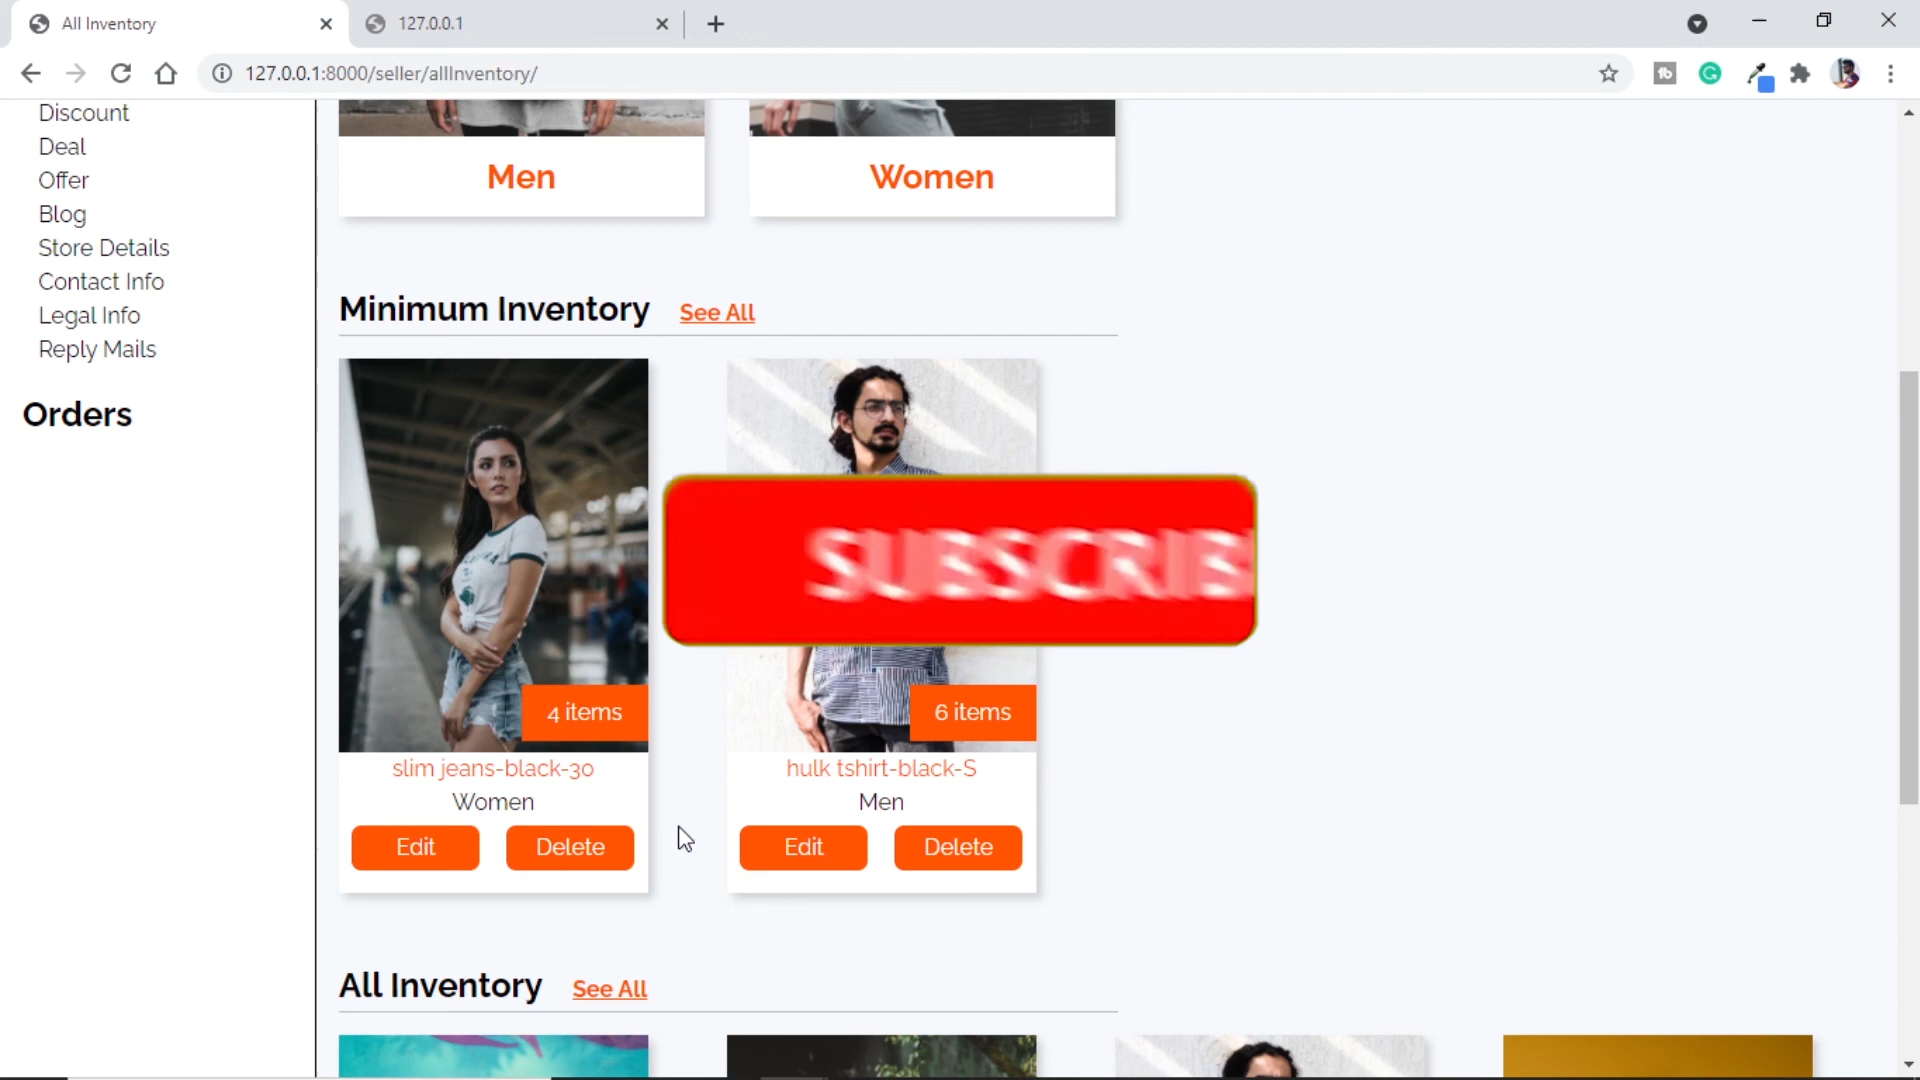 All Inventory
127.0.0.1
127.0.0.1:8000/seller/allInventory/
Discount
Deal
Offer
Blog
Store Details
Contact Info
Legal Info
Reply Mails
Orders
Men
Women
Minimum Inventory See All
4 items
6 items
slim jeans-black-30
hulk tshirt-black-S
Women
Men
Edit Delete
Edit Delete
SUBSCRIB
All Inventory See All